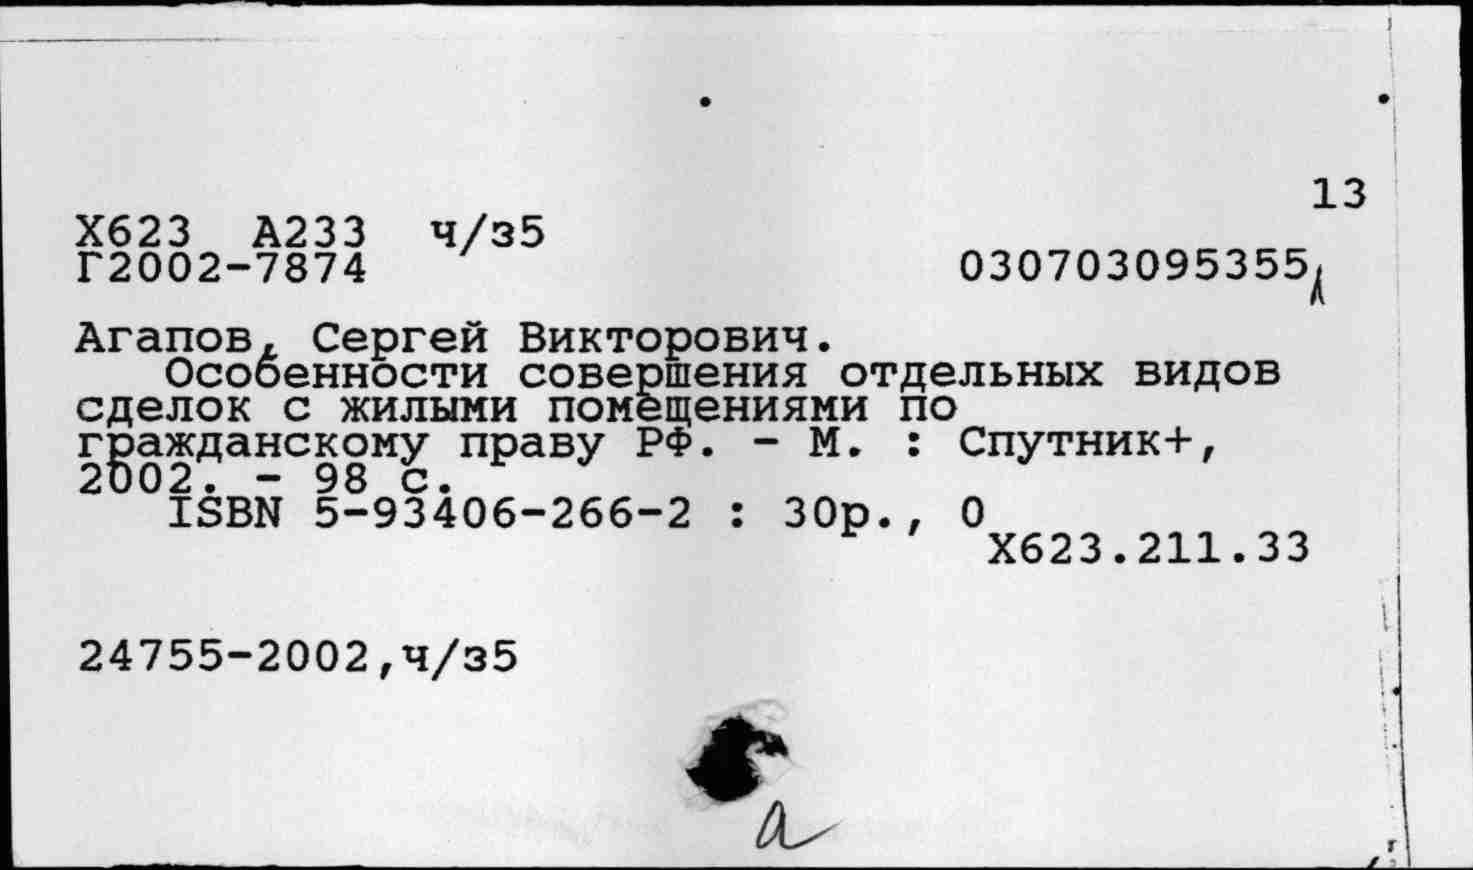 13
Х623 А233 ч/з5
Г2002-7874 030703095355
Агапов, Сергей Викторович.
Особенности совершения отдельных видов
сделок с жилыми помещениями по
гражданскому праву РФ. - М. : Спутник+,
2002. - 98 с.
ISBN 5-93406-266-2 : 30р., 0
Х623.211.33
24755-2002,ч/з5
а